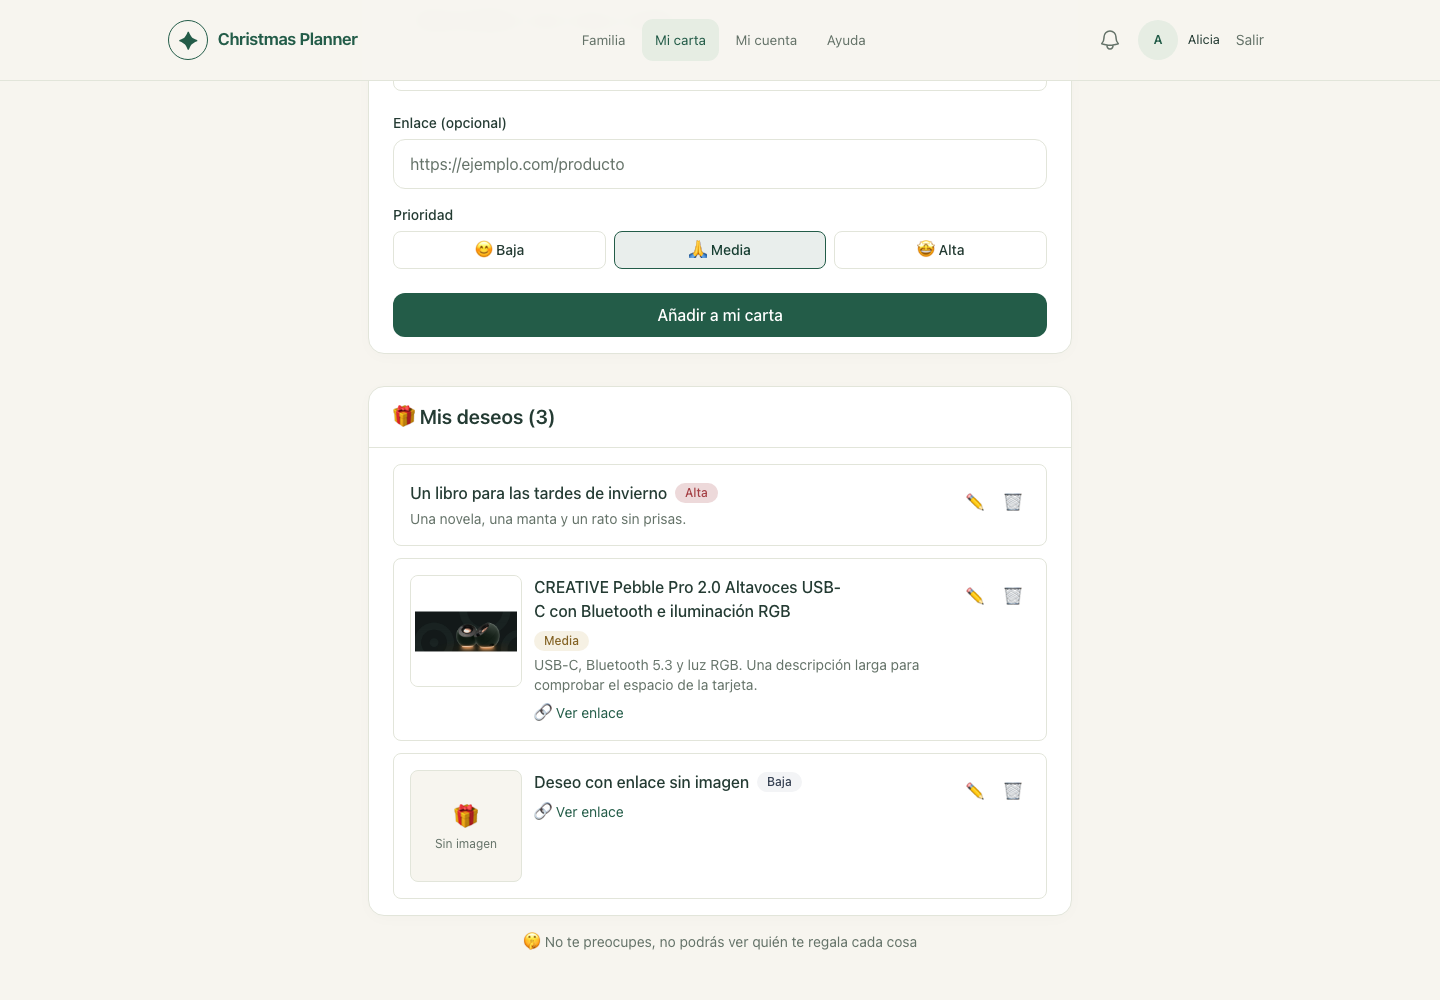 Christmas Planner
Familia
Mi carta
Mi cuenta
Ayuda
A
Alicia
Salir
Enlace (opcional)
https://ejemplo.com/producto
Prioridad
Baja
Media
Alta
Añadir a mi carta
Mis deseos (3)
Un libro para las tardes de invierno
Alta
Una novela, una manta y un rato sin prisas.
CREATIVE Pebble Pro 2.0 Altavoces USB-
C con Bluetooth e iluminación RGB
Media
USB-C, Bluetooth 5.3 y luz RGB. Una descripción larga para
comprobar el espacio de la tarjeta.
Ver enlace
Sin imagen
Deseo con enlace sin imagen
Baja
Ver enlace
No te preocupes, no podrás ver quién te regala cada cosa